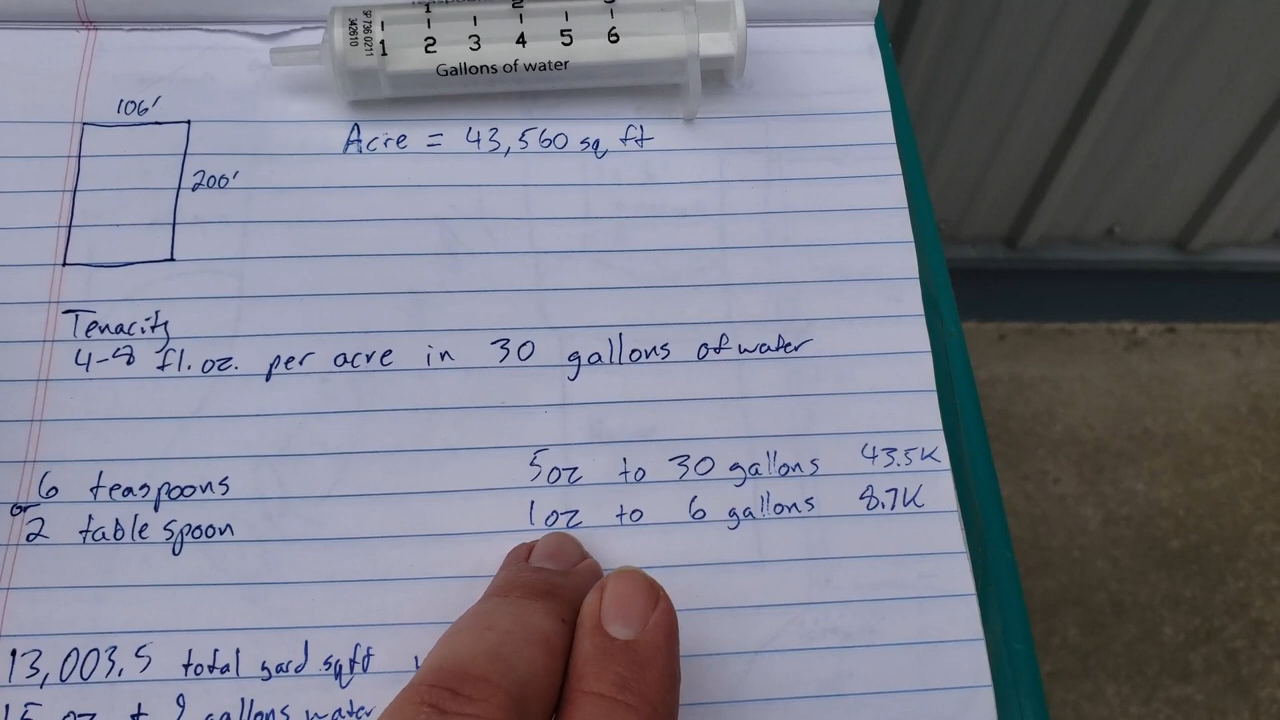 1 2
1 2 3 4 5 6
SP 736 0211
342610
Gallons of water
106'
Acre = 43,560 sq ft
200'
Tenacity
4-8 fl.oz. per acre in 30 gallons of water
5oz to 30 gallons 43.5K
6 teaspoons
or
1oz to 6 gallons 8.7K
2 table spoon
13,003.5 total yard sqft
gallons water